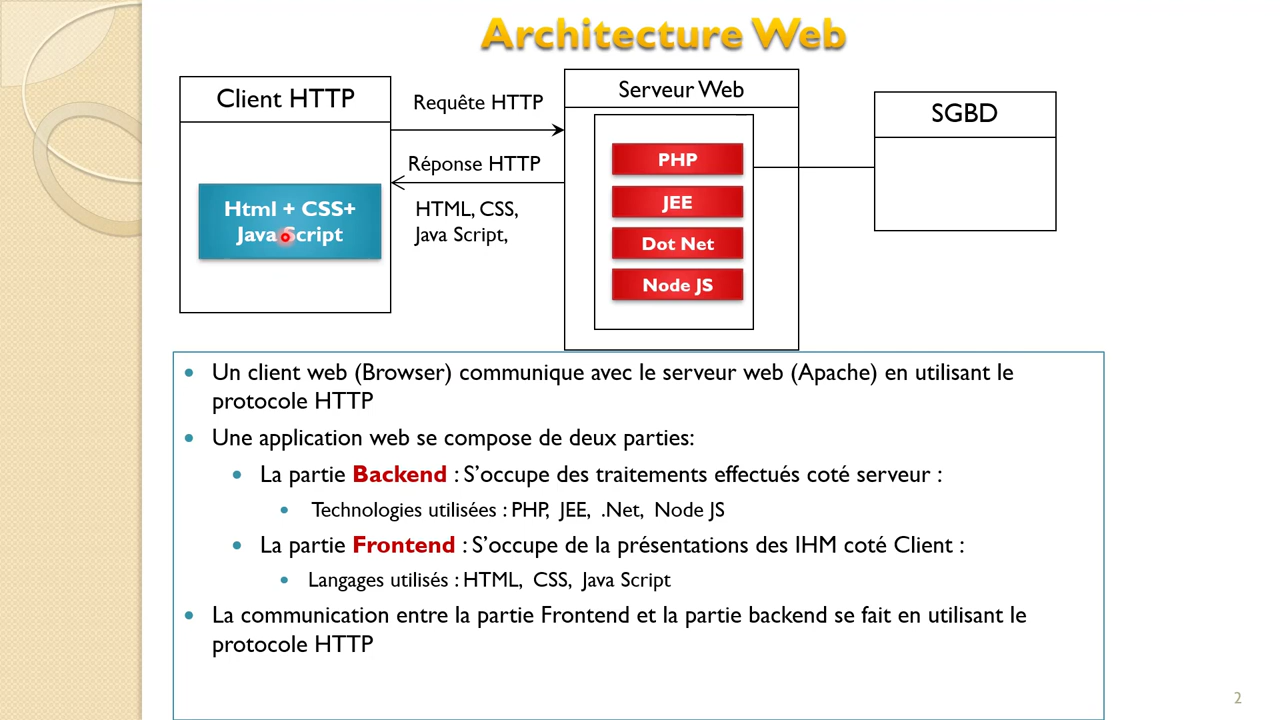 Architecture Web
Client HTTP
Html + CSS+
Java Script
Requête HTTP
Réponse HTTP
HTML, CSS,
Java Script,
Serveur Web
PHP
JEE
Dot Net
Node JS
SGBD
• Un client web (Browser) communique avec le serveur web (Apache) en utilisant le
protocole HTTP
• Une application web se compose de deux parties:
• La partie Backend : S’occupe des traitements effectués coté serveur :
• Technologies utilisées : PHP, JEE, .Net, Node JS
• La partie Frontend : S’occupe de la présentations des IHM coté Client :
• Langages utilisés : HTML, CSS, Java Script
• La communication entre la partie Frontend et la partie backend se fait en utilisant le
protocole HTTP
2